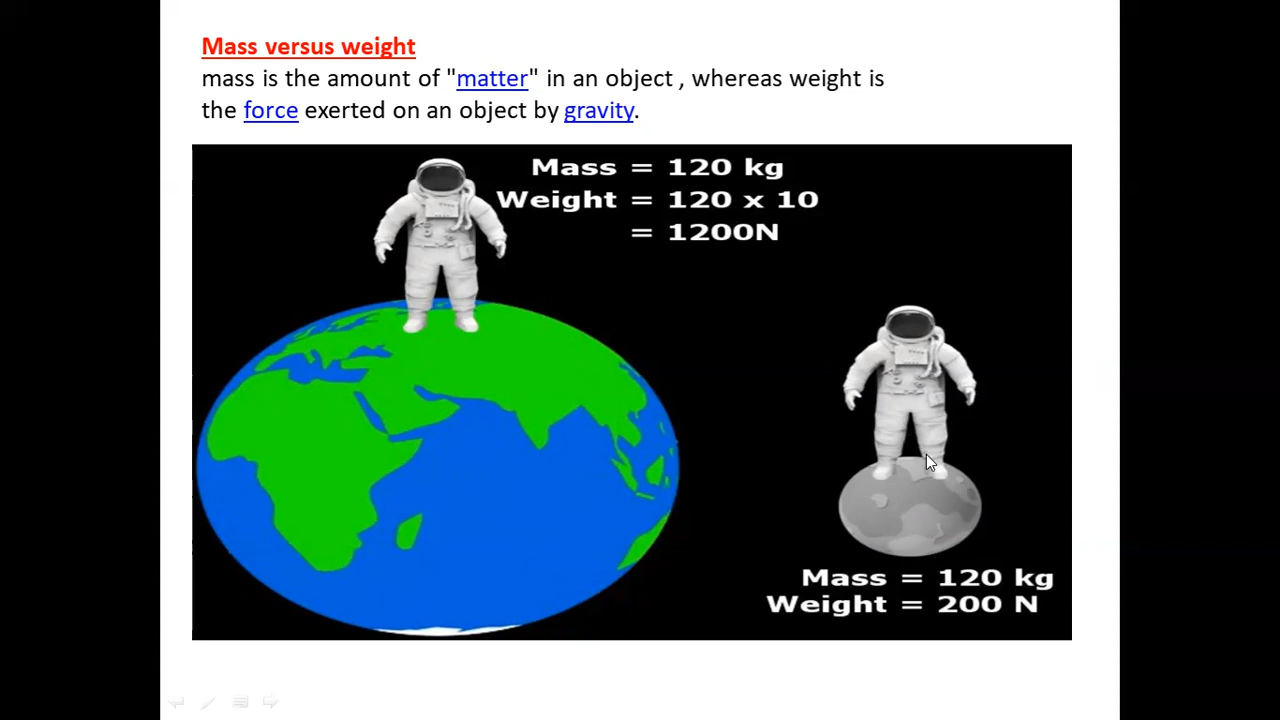 Mass versus weight
mass is the amount of "matter" in an object , whereas weight is
the force exerted on an object by gravity.
Mass = 120 kg
Weight = 120 x 10
= 1200N
Mass = 120 kg
Weight = 200 N